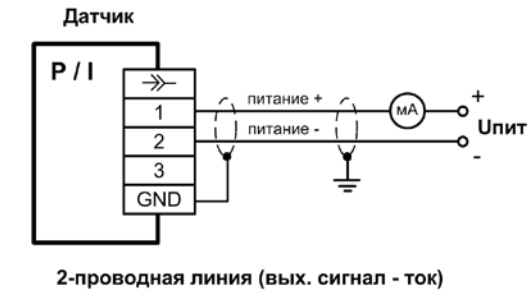 Датчик
P / I
1
2
3
GND
питание +
питание -
мА
+
Uпит
-
2-проводная линия (вых. сигнал - ток)